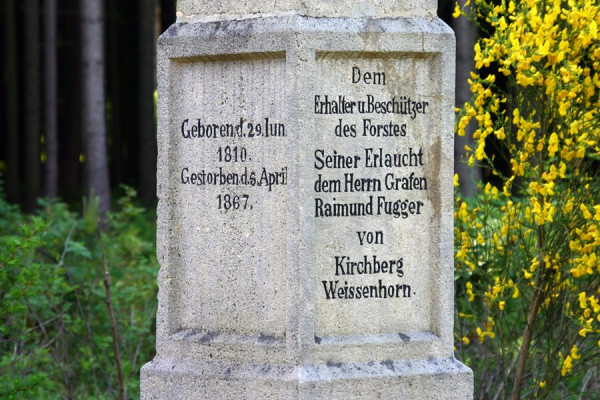 Geboren d. 29. Iun.
1810.
Gestorben d. 5. April
1867.
Dem
Erhalter u. Beschützer
des Forstes
Seiner Erlaucht
dem Herrn Grafen
Raimund Fugger
von
Kirchberg
Weissenhorn.